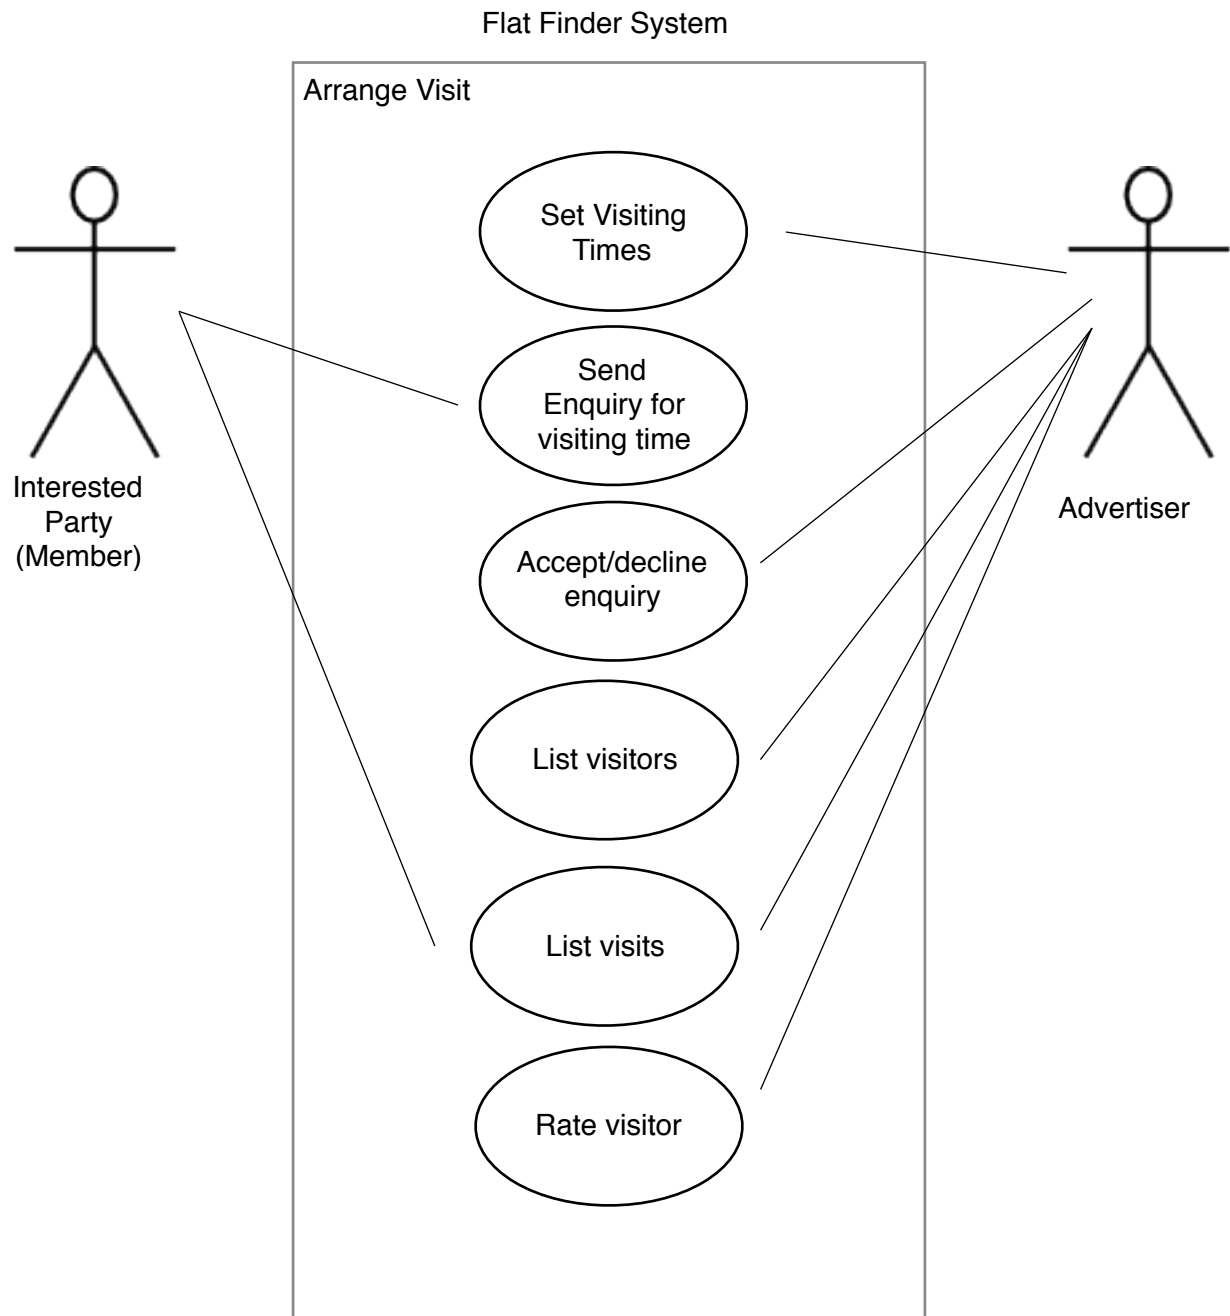 Flat Finder System
Arrange Visit
Set Visiting
Times
Send
Enquiry for
visiting time
Interested
Party
(Member)
Advertiser
Accept/decline
enquiry
List visitors
List visits
Rate visitor